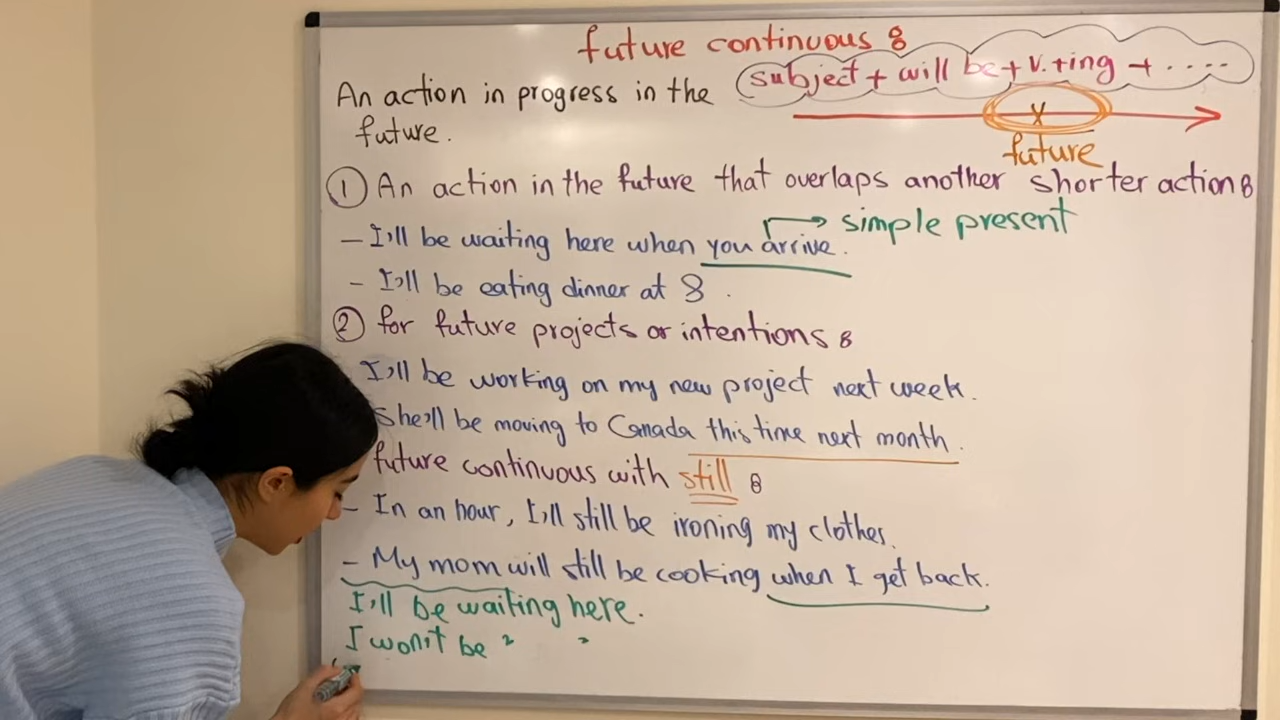 future continuous :
subject + will be + V. + ing + ....
An action in progress in the
future.
x
future
① An action in the future that overlaps another shorter action :
- I'll be waiting here when you arrive. → simple present
- I'll be eating dinner at 8 .
② for future projects or intentions :
I'll be working on my new project next week.
She'll be moving to Canada this time next month .
future continuous with still :
- In an hour, I'll still be ironing my clothes.
- My mom will still be cooking when I get back.
I'll be waiting here.
I won't be " "